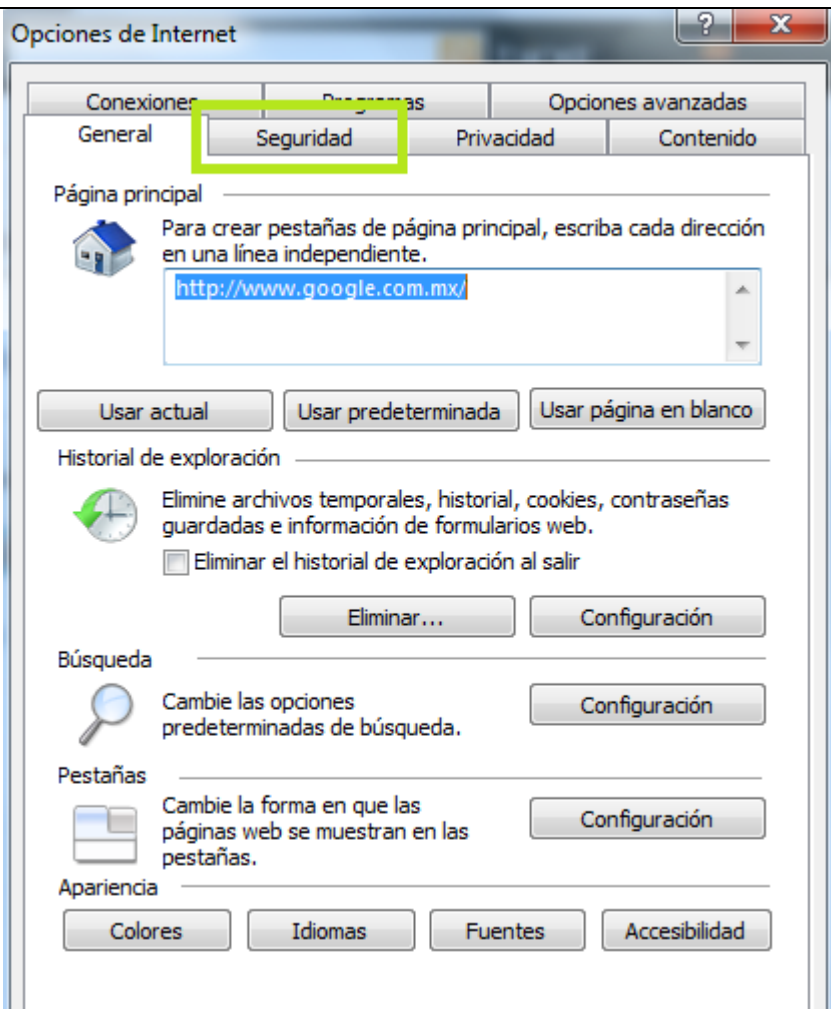 Opciones de Internet
Conexiones Programas Opciones avanzadas
General Seguridad Privacidad Contenido
Página principal
Para crear pestañas de página principal, escriba cada dirección
en una línea independiente.
http://www.google.com.mx/
Usar actual Usar predeterminada Usar página en blanco
Historial de exploración
Elimine archivos temporales, historial, cookies, contraseñas
guardadas e información de formularios web.
Eliminar el historial de exploración al salir
Eliminar... Configuración
Búsqueda
Cambie las opciones
predeterminadas de búsqueda.
Configuración
Pestañas
Cambie la forma en que las
páginas web se muestran en las
pestañas.
Configuración
Apariencia
Colores Idiomas Fuentes Accesibilidad